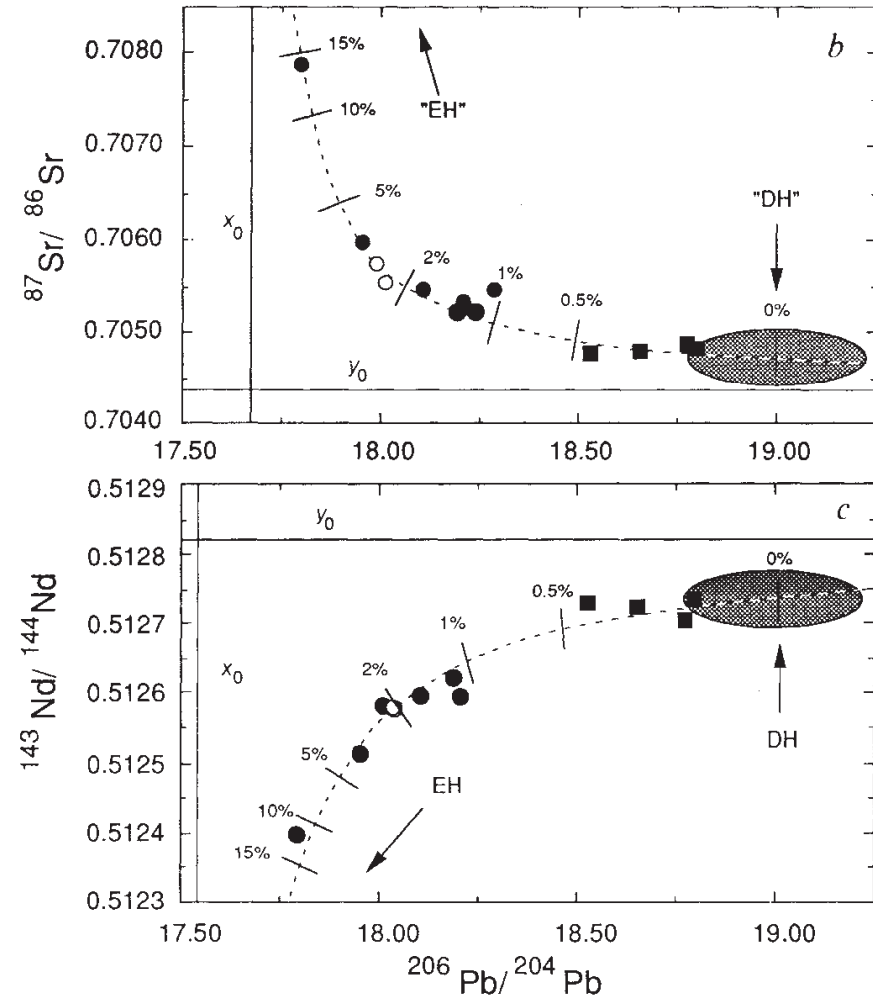 b
0.7080
0.7070
0.7060
0.7050
0.7040
87Sr/ 86Sr
15%
10%
5%
2%
1%
0.5%
0%
"EH"
"DH"
x0
y0
17.50 18.00 18.50 19.00
c
0.5129
0.5128
0.5127
0.5126
0.5125
0.5124
0.5123
143Nd/ 144Nd
y0
x0
0%
0.5%
1%
2%
5%
10%
15%
EH
DH
17.50 18.00 18.50 19.00
206Pb/ 204Pb